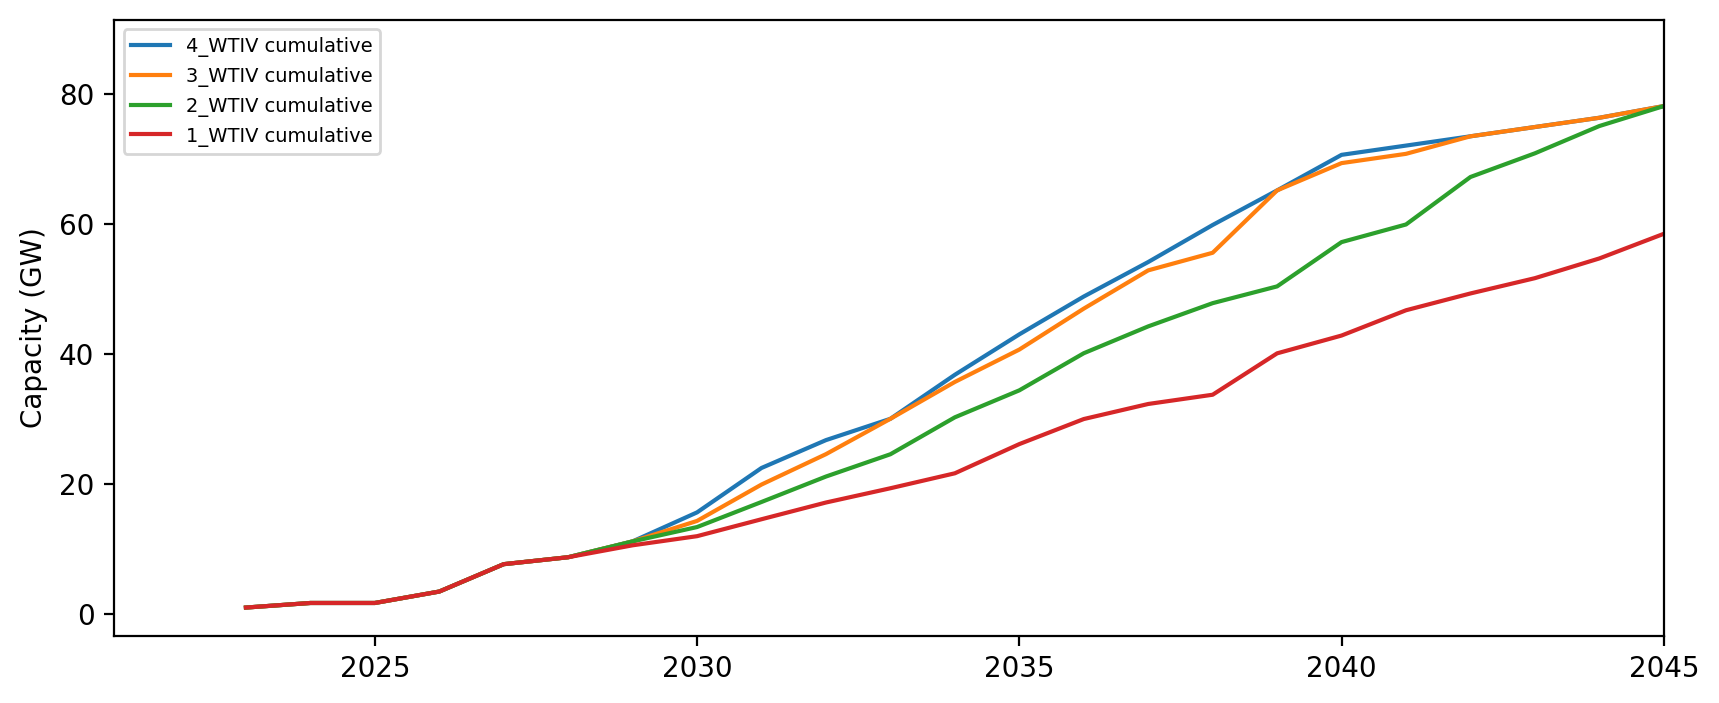 4_WTIV cumulative
3_WTIV cumulative
2_WTIV cumulative
1_WTIV cumulative
Capacity (GW)
80
60
40
20
0
2025 2030 2035 2040 2045